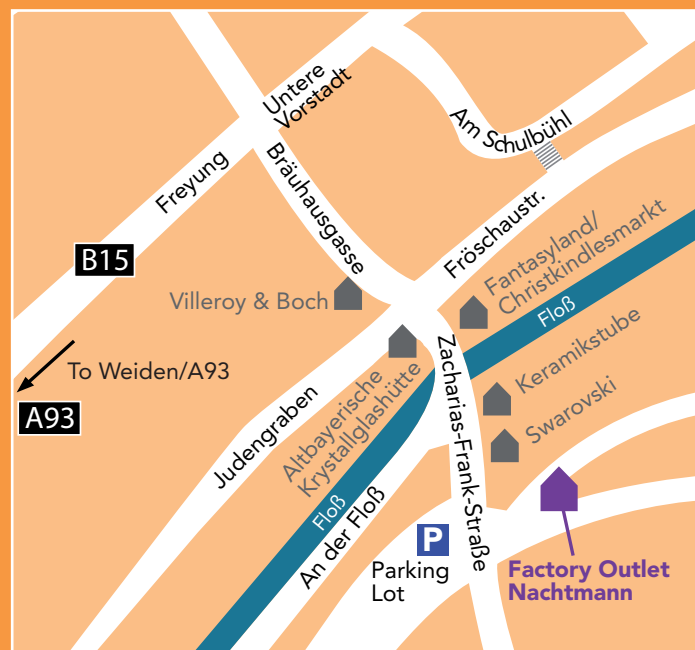 Untere
Vorstadt
Am Schulbühl
Freyung
Bräuhausgasse
Fröschaustr.
B15
Fantasyland/
Christkindlesmarkt
Villeroy & Boch
Floß
To Weiden/A93
Zacharias-Frank-Straße
Keramikstube
A93
Altbayerische
Krystallglashütte
Swarovski
Judengraben
Floß
An der Floß
P
Parking
Lot
Factory Outlet
Nachtmann